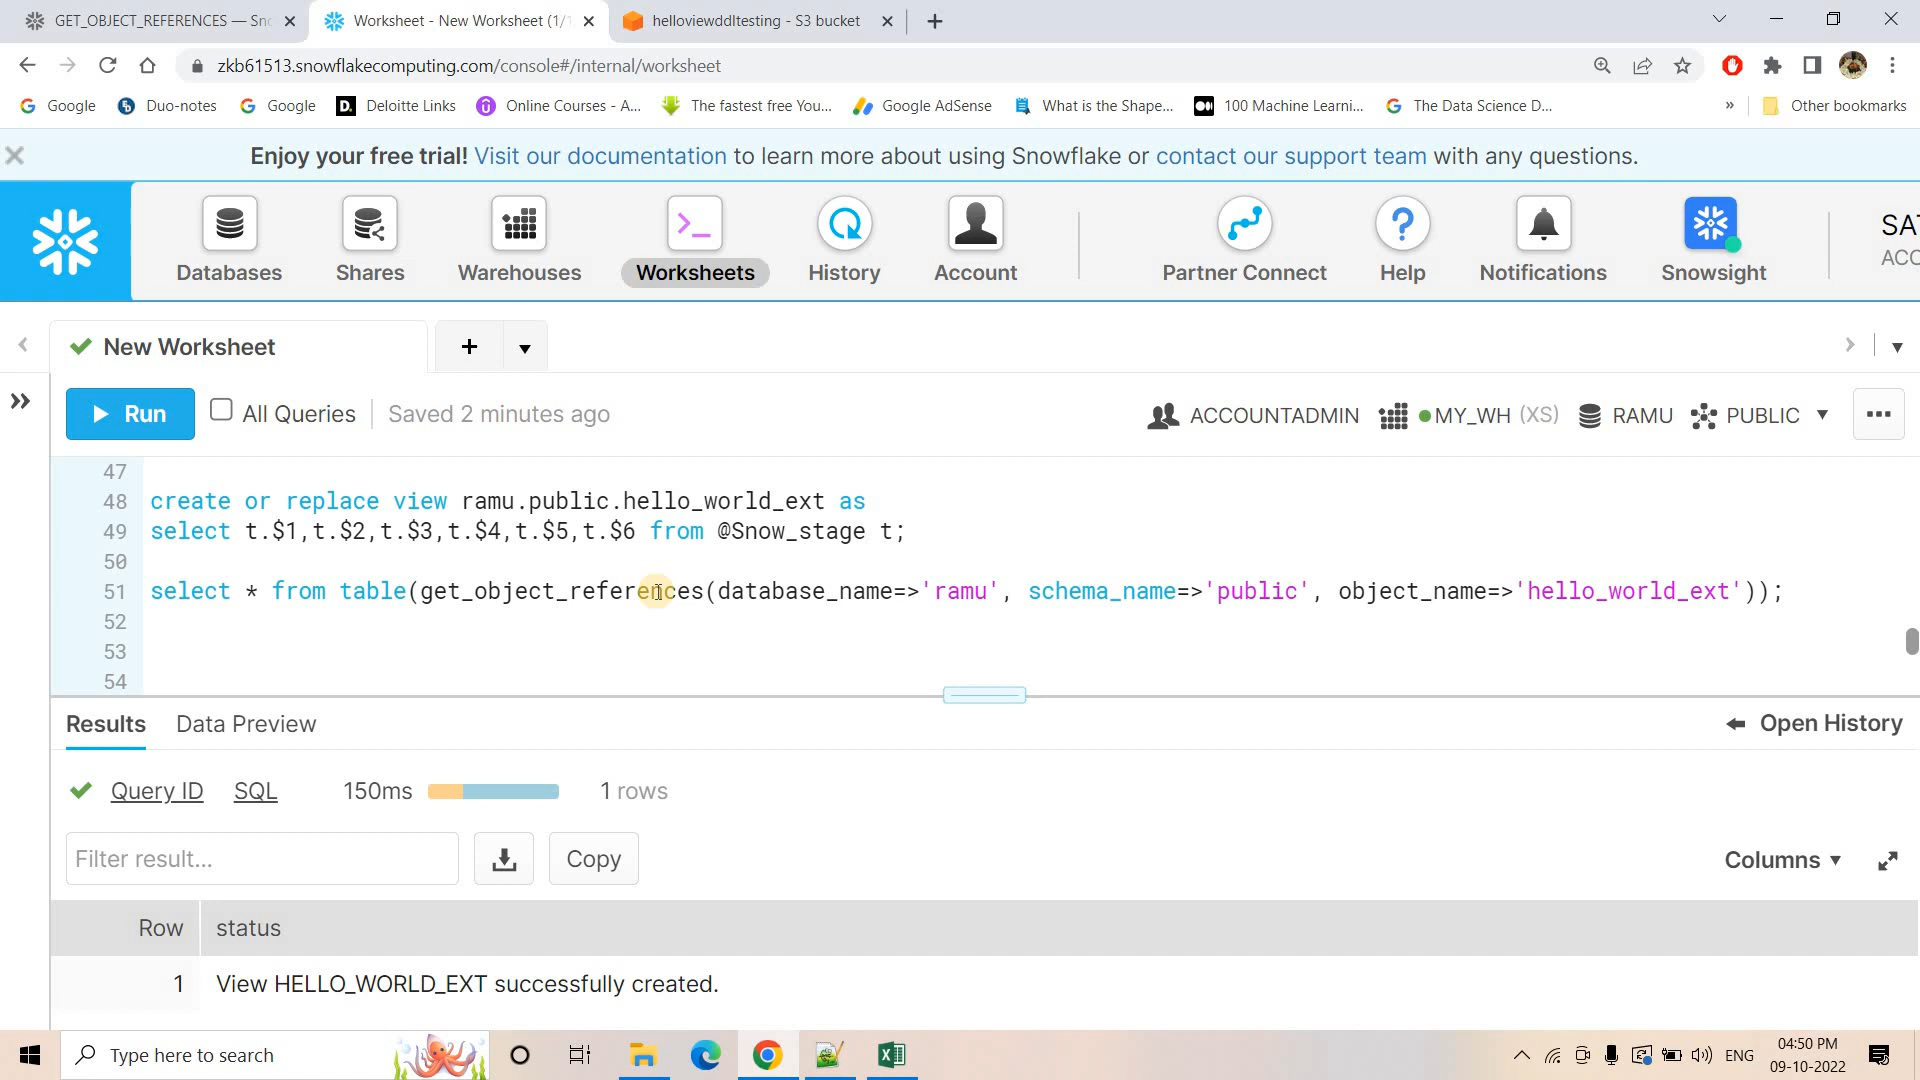 GET_OBJECT_REFERENCES — Sno
Worksheet - New Worksheet (1/1
helloviewddltesting - S3 bucket
zkb61513.snowflakecomputing.com/console#/internal/worksheet
Google
Duo-notes
Google
D.
Deloitte Links
Online Courses - A...
The fastest free You...
Google AdSense
What is the Shape...
100 Machine Learni...
The Data Science D...
»
Other bookmarks
Enjoy your free trial! Visit our documentation to learn more about using Snowflake or contact our support team with any questions.
Databases
Shares
Warehouses
Worksheets
History
Account
Partner Connect
Help
Notifications
Snowsight
SAT
ACC
New Worksheet
Run
All Queries
Saved 2 minutes ago
ACCOUNTADMIN
MY_WH (XS)
RAMU
PUBLIC
47
48 create or replace view ramu.public.hello_world_ext as
49 select t.$1,t.$2,t.$3,t.$4,t.$5,t.$6 from @Snow_stage t;
50
51 select * from table(get_object_references(database_name=>'ramu', schema_name=>'public', object_name=>'hello_world_ext'));
52
53
54
Results
Data Preview
Open History
Query ID
SQL
150ms
1 rows
Filter result...
Copy
Columns
Row status
1 View HELLO_WORLD_EXT successfully created.
Type here to search
ENG
04:50 PM
09-10-2022